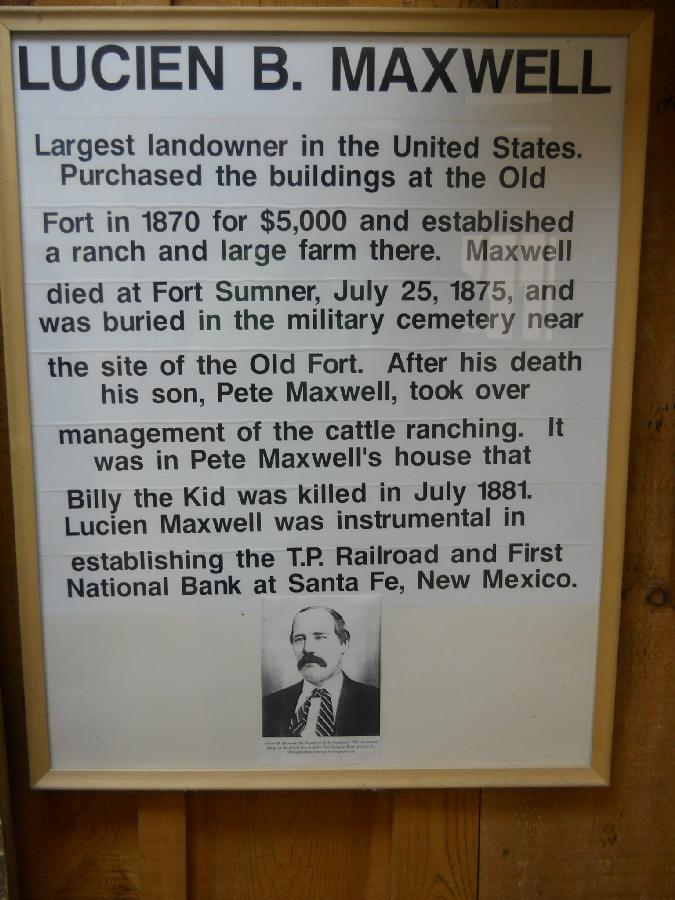 LUCIEN B. MAXWELL
Largest landowner in the United States.
Purchased the buildings at the Old
Fort in 1870 for $5,000 and established
a ranch and large farm there. Maxwell
died at Fort Sumner, July 25, 1875, and
was buried in the military cemetery near
the site of the Old Fort. After his death
his son, Pete Maxwell, took over
management of the cattle ranching. It
was in Pete Maxwell's house that
Billy the Kid was killed in July 1881.
Lucien Maxwell was instrumental in
establishing the T.P. Railroad and First
National Bank at Santa Fe, New Mexico.